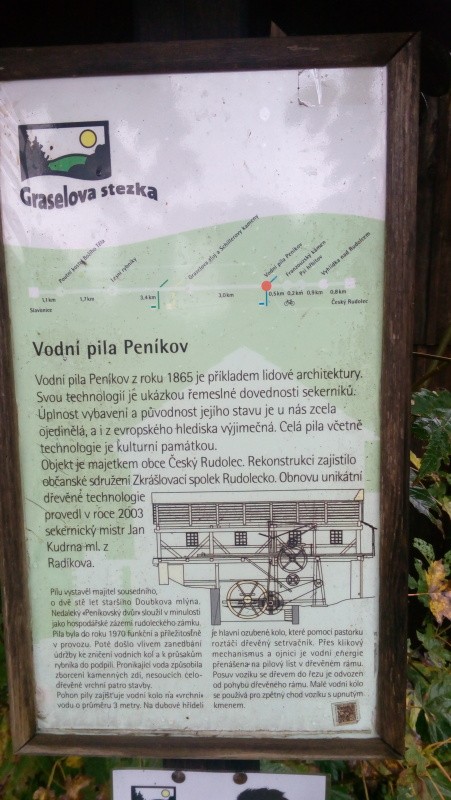 Graselova stezka
Poutní kostel Božího Těla
Lesní rybníky
Graselova sluj a Schillerovy kameny
Vodní pila Peníkov
Francouzský kámen
Psí hřbitov
Vyhlídka nad Rudolcem
1,1 km
1,7 km
3,4 km
2,0 km
0,5 km
0,3 km
0,9 km
0,8 km
Slavonice
Český Rudolec
Vodní pila Peníkov
Vodní pila Peníkov z roku 1865 je příkladem lidové architektury.
Svou technologií je ukázkou řemeslné dovednosti sekerníků.
Úplnost vybavení a původnost jejího stavu je u nás zcela
ojedinělá, a i z evropského hlediska výjimečná. Celá pila včetně
technologie je kulturní památkou.
Objekt je majetkem obce Český Rudolec. Rekonstrukci zajistilo
občanské sdružení Zkrášlovací spolek Rudolecko. Obnovu unikátní
dřevěné technologie
provedl v roce 2003
sekernický mistr Jan
Kudrna ml. z
Radíkova.
Pilu vystavěl majitel sousedního,
o dvě stě let staršího Doubkova mlýna.
Nedaleký »Peníkovský dvůr« sloužil v minulosti
jako hospodářské zázemí rudoleckého zámku.
Pila byla do roku 1970 funkční a příležitostně
v provozu. Poté došlo vlivem zanedbání
údržby ke zničení vodních kol a k průsakům
rybníka do podpilí. Pronikající voda způsobila
zborcení kamenných zdí, nesoucích celo-
dřevěné vrchní patro stavby.
Pohon pily zajišťuje vodní kolo na »vrchní«
vodu o průměru 3 metry. Na dubové hřídeli
je hlavní ozubené kolo, které pomocí pastorku
roztáčí dřevěný setrvačník. Přes klikový
mechanismus a ojnici je vodní energie
přenášena na pilový list v dřevěném rámu.
Posuv vozíku se dřevem do řezu je odvozen
od pohybu dřevěného rámu. Malé vodní kolo
se používá pro zpětný chod vozíku s upnutým
kmenem.